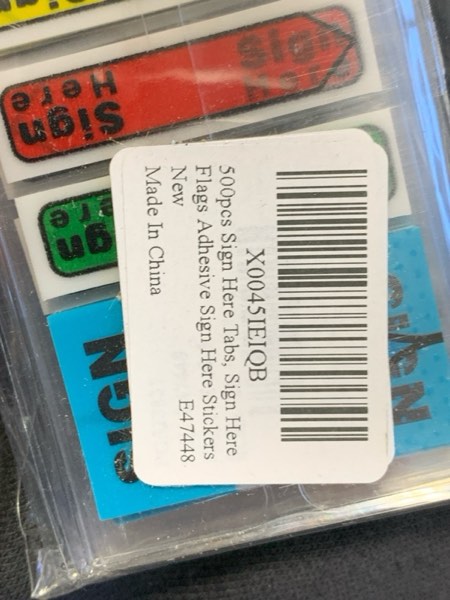 X0045IEIQB
500pcs Sign Here Tabs, Sign Here
Flags Adhesive Sign Here Stickers
New E47448
Made In China
Sign
Here
SIGN